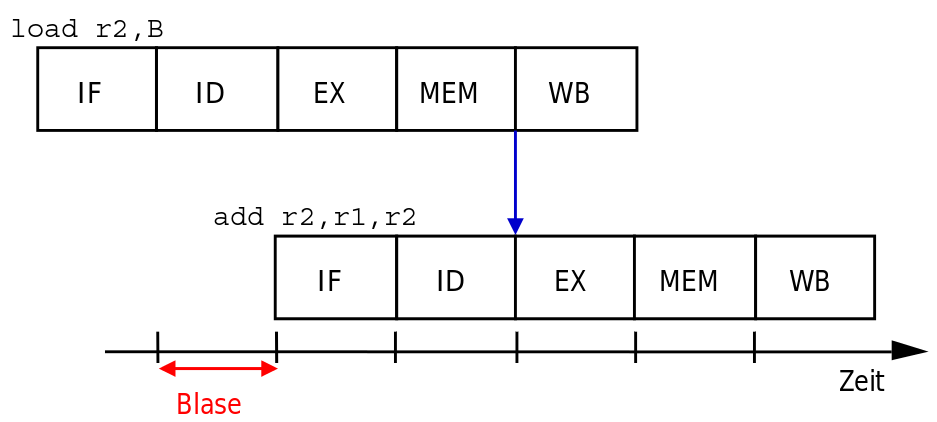 load r2,B
IF ID EX MEM WB
add r2,r1,r2
IF ID EX MEM WB
Zeit
Blase